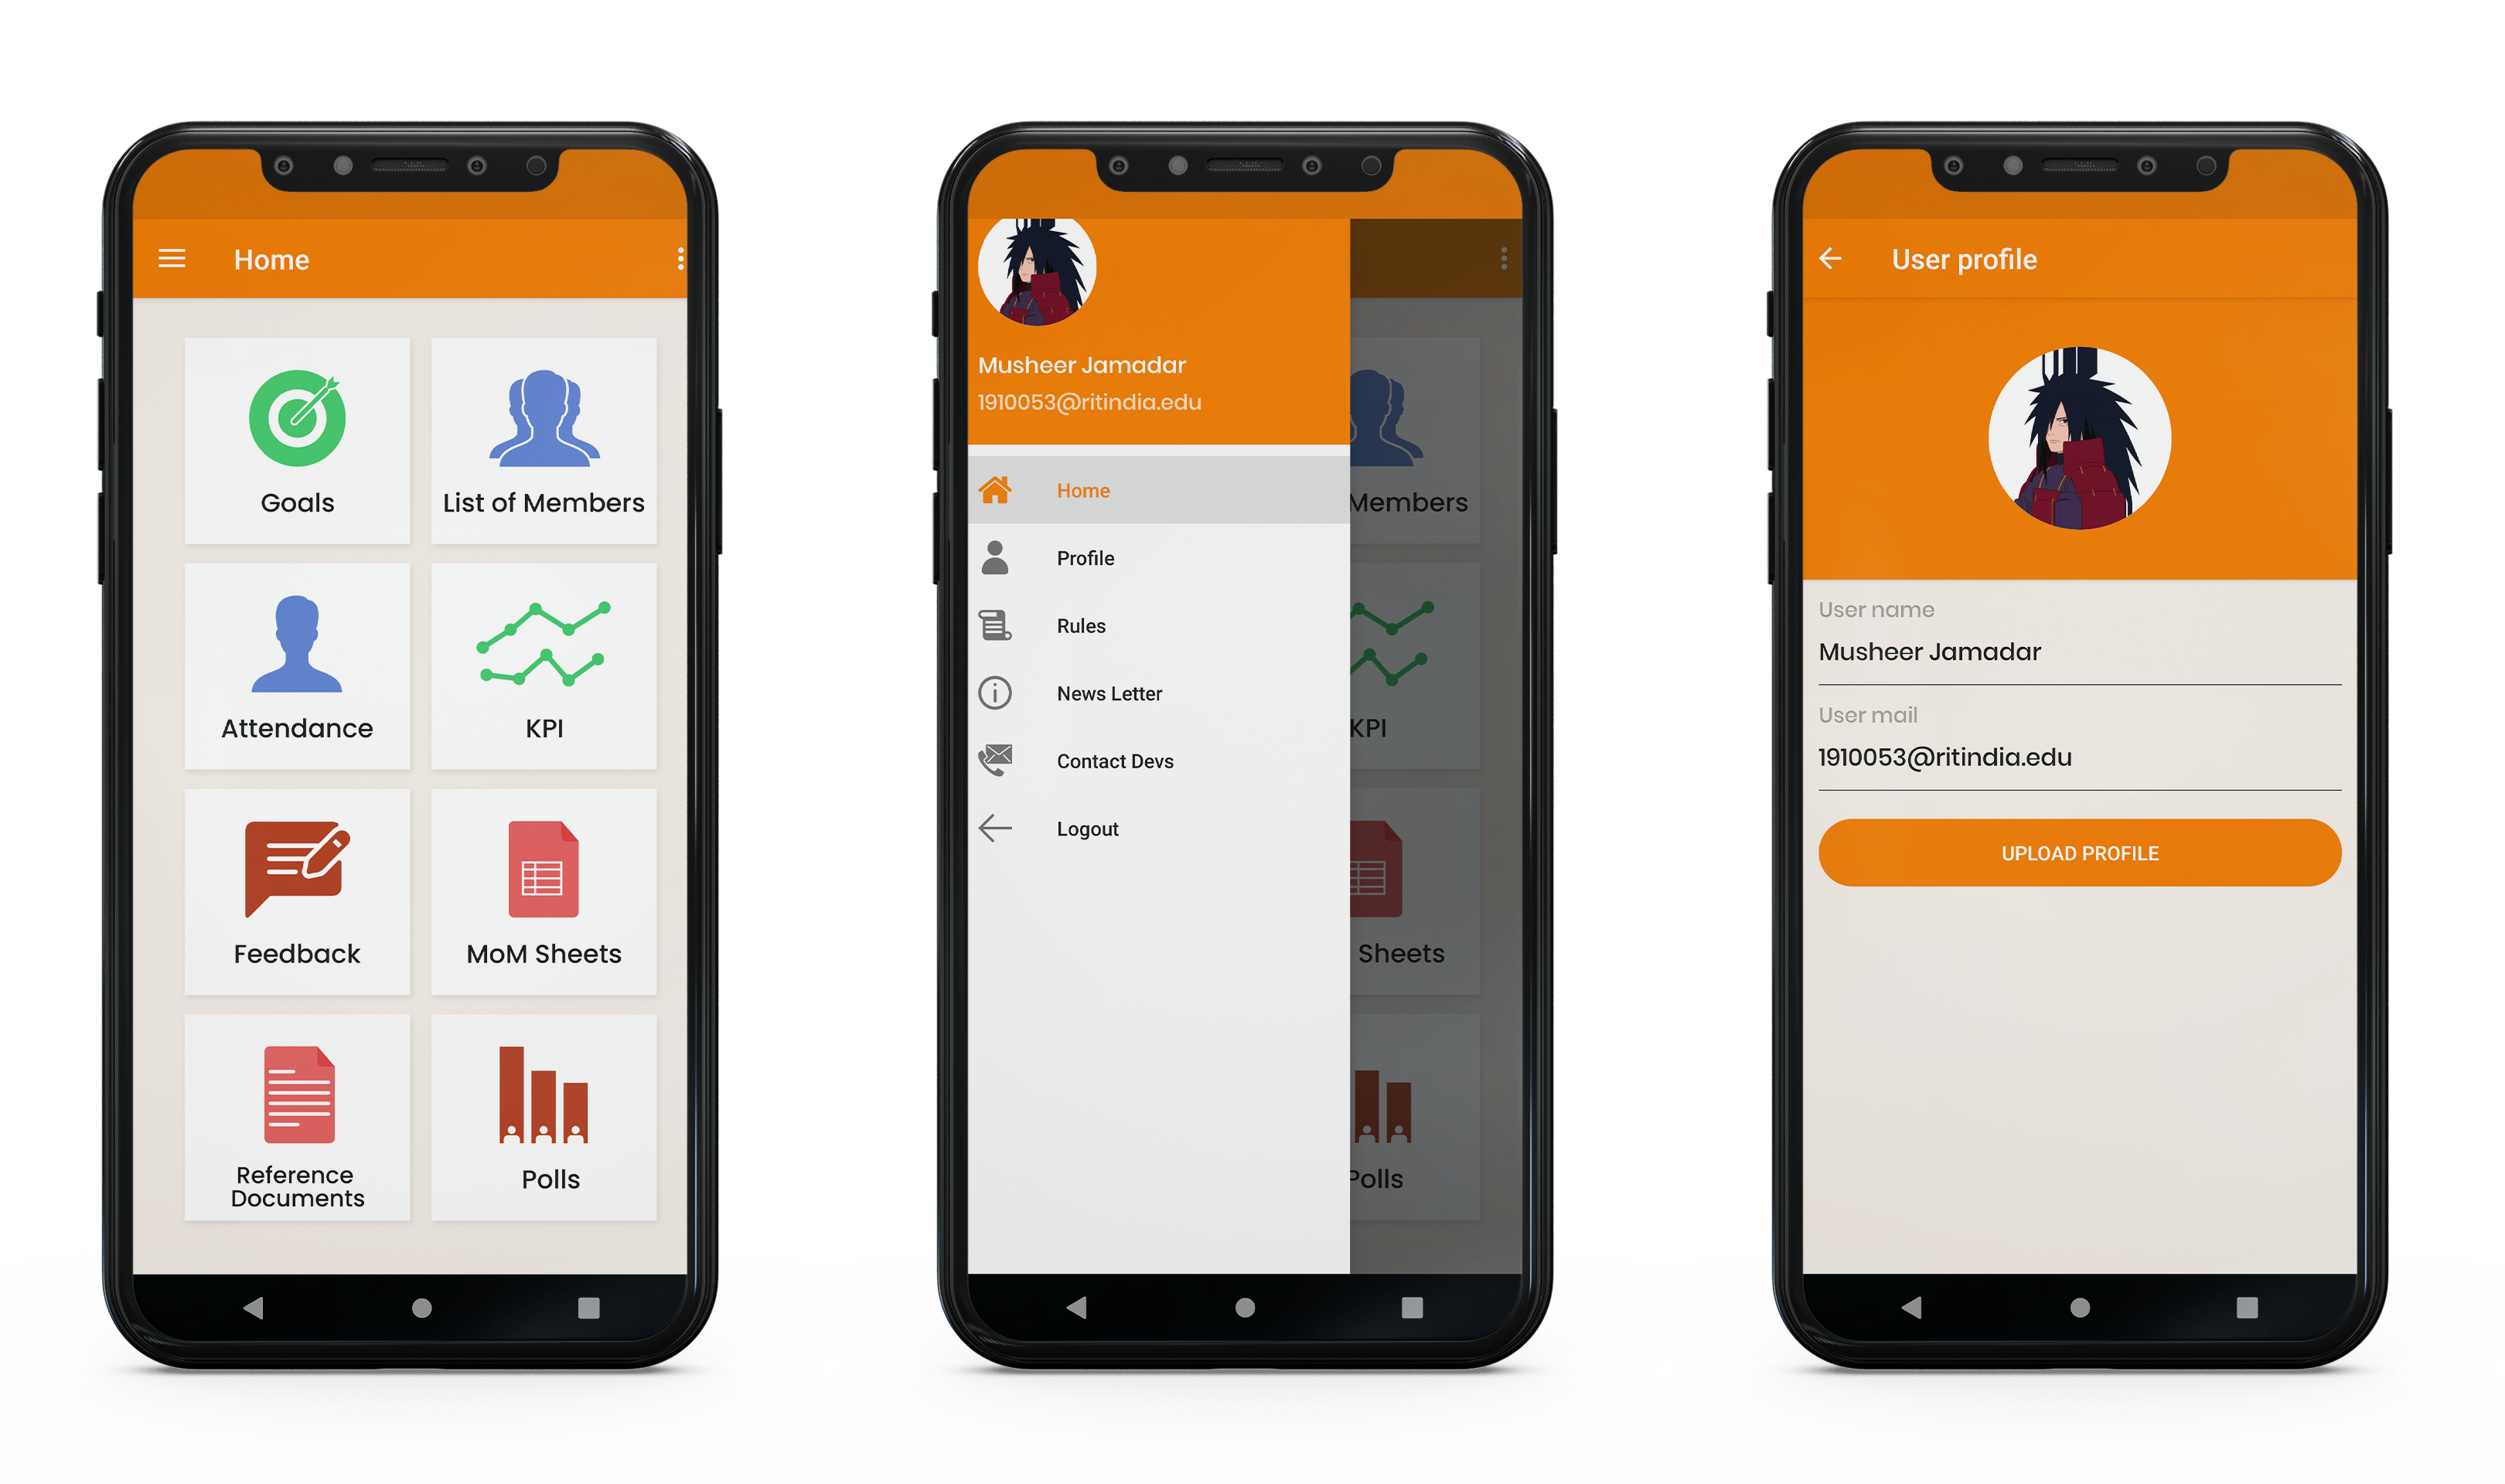 Home
Goals
List of Members
Attendance
KPI
Feedback
MoM Sheets
Reference
Documents
Polls
Musheer Jamadar
1910053@ritindia.edu
Home
Profile
Rules
News Letter
Contact Devs
Logout
Members
KPI
Sheets
Polls
User profile
User name
Musheer Jamadar
User mail
1910053@ritindia.edu
UPLOAD PROFILE